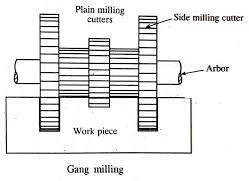 Plain milling
cutters
Side milling cutter
Arbor
Work piece
Gang milling